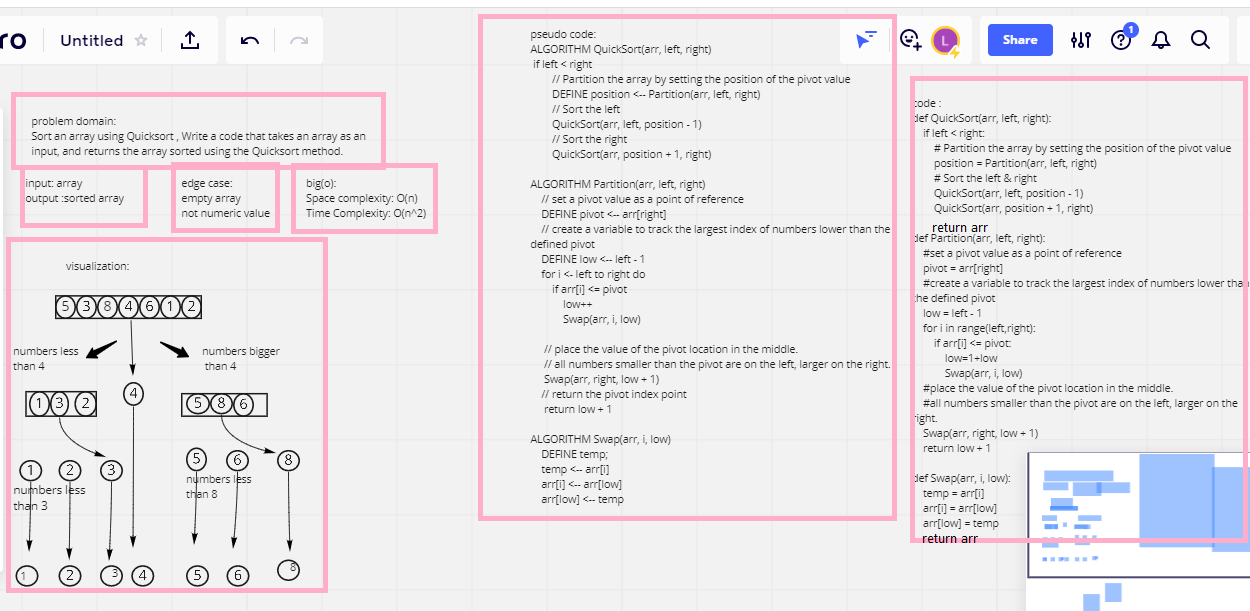 ro
Untitled
Share
1
L
problem domain:
Sort an array using Quicksort , Write a code that takes an array as an
input, and returns the array sorted using the Quicksort method.
input: array
output :sorted array
edge case:
empty array
not numeric value
big(o):
Space complexity: O(n)
Time Complexity: O(n^2)
visualization:
5 3 8 4 6 1 2
numbers less
than 4
numbers bigger
than 4
4
1 3 2
5 8 6
1 2 3
5 6 8
numbers less
than 3
numbers less
than 8
1 2 3 4 5 6 8
pseudo code:
ALGORITHM QuickSort(arr, left, right)
if left < right
// Partition the array by setting the position of the pivot value
DEFINE position <-- Partition(arr, left, right)
// Sort the left
QuickSort(arr, left, position - 1)
// Sort the right
QuickSort(arr, position + 1, right)
ALGORITHM Partition(arr, left, right)
// set a pivot value as a point of reference
DEFINE pivot <-- arr[right]
// create a variable to track the largest index of numbers lower than the
defined pivot
DEFINE low <-- left - 1
for i <- left to right do
if arr[i] <= pivot
low++
Swap(arr, i, low)
// place the value of the pivot location in the middle.
// all numbers smaller than the pivot are on the left, larger on the right.
Swap(arr, right, low + 1)
// return the pivot index point
return low + 1
ALGORITHM Swap(arr, i, low)
DEFINE temp;
temp <-- arr[i]
arr[i] <-- arr[low]
arr[low] <-- temp
code :
def QuickSort(arr, left, right):
if left < right:
# Partition the array by setting the position of the pivot value
position = Partition(arr, left, right)
# Sort the left & right
QuickSort(arr, left, position - 1)
QuickSort(arr, position + 1, right)
return arr
def Partition(arr, left, right):
#set a pivot value as a point of reference
pivot = arr[right]
#create a variable to track the largest index of numbers lower than
the defined pivot
low = left - 1
for i in range(left,right):
if arr[i] <= pivot:
low=1+low
Swap(arr, i, low)
#place the value of the pivot location in the middle.
#all numbers smaller than the pivot are on the left, larger on the
right.
Swap(arr, right, low + 1)
return low + 1
def Swap(arr, i, low):
temp = arr[i]
arr[i] = arr[low]
arr[low] = temp
return arr